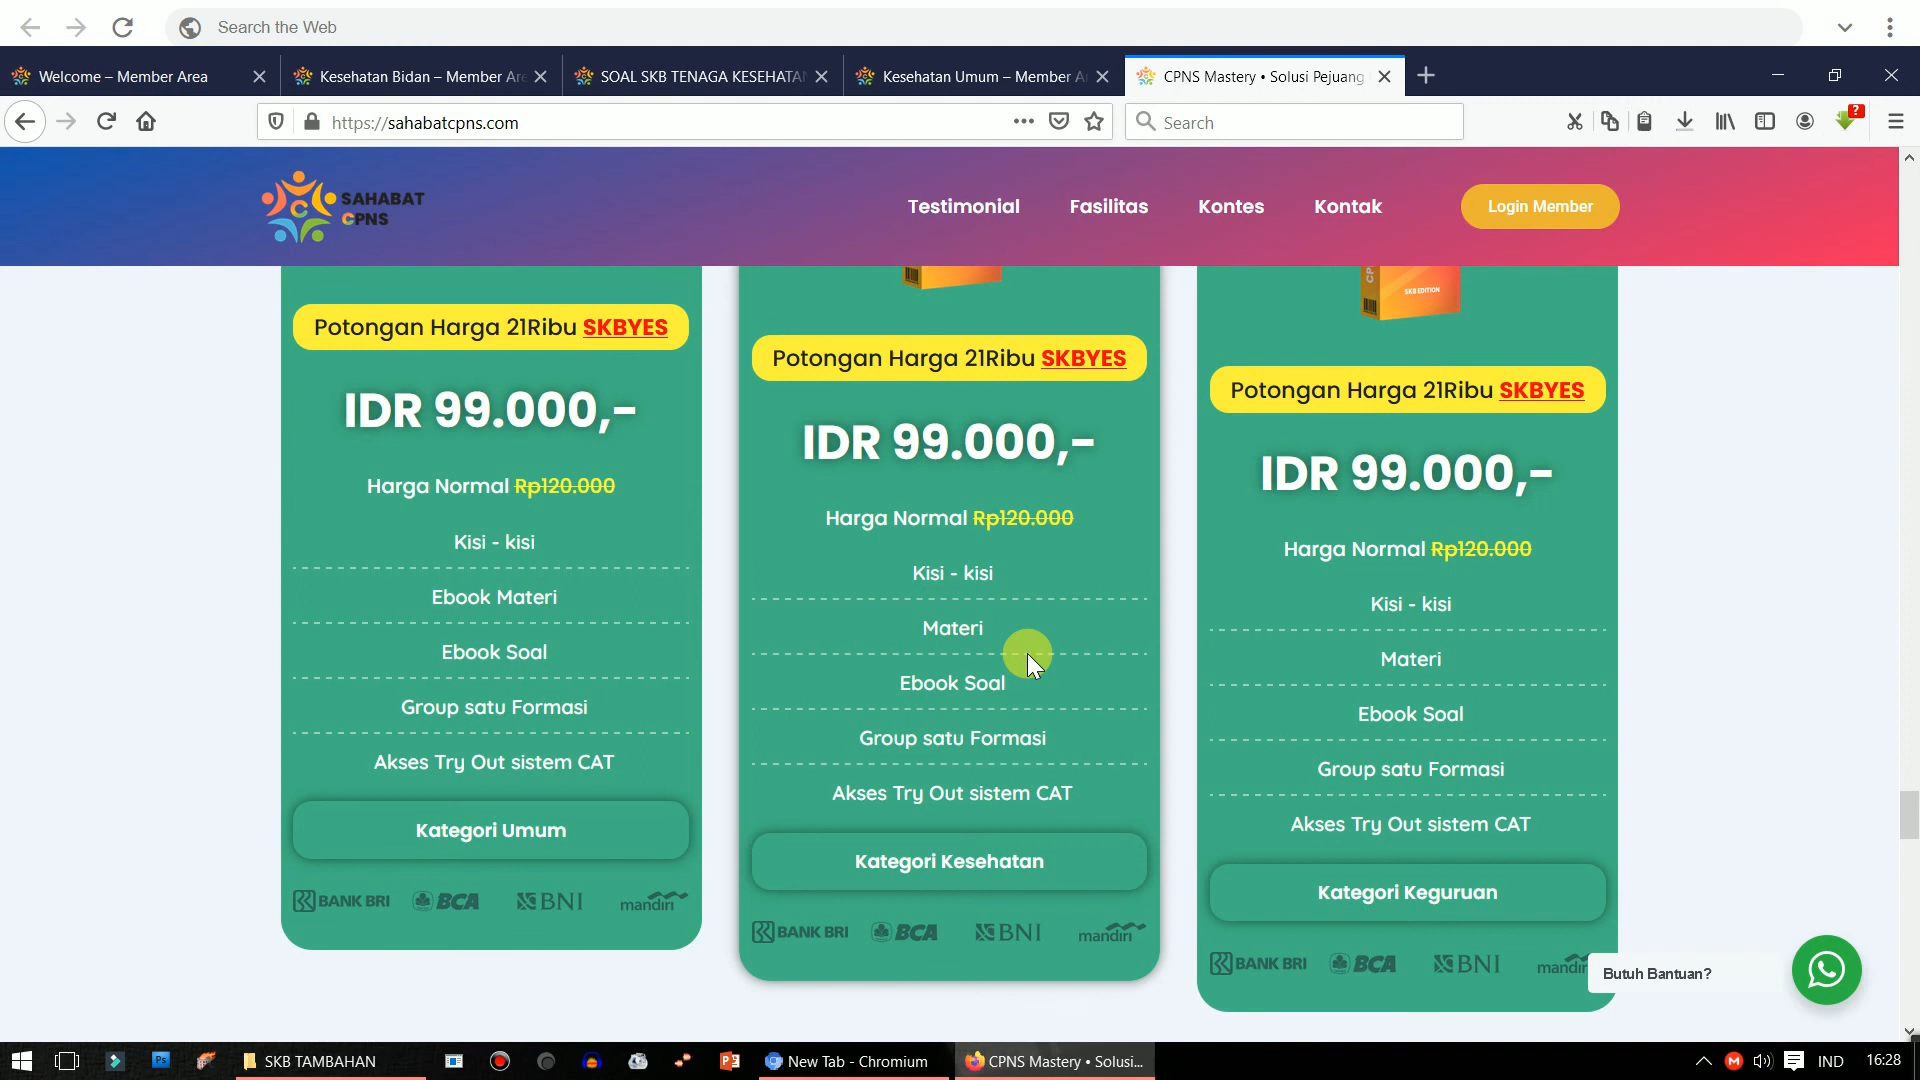 Search the Web
Welcome – Member Area
Kesehatan Bidan – Member Are
SOAL SKB TENAGA KESEHATAN
Kesehatan Umum – Member A
CPNS Mastery • Solusi Pejuang
https://sahabatcpns.com
Search
SAHABAT
CPNS
Testimonial
Fasilitas
Kontes
Kontak
Login Member
Potongan Harga 21Ribu SKBYES
IDR 99.000,-
Harga Normal Rp120.000
Kisi - kisi
Ebook Materi
Ebook Soal
Group satu Formasi
Akses Try Out sistem CAT
Kategori Umum
BANK BRI
BCA
BNI
mandiri
Potongan Harga 21Ribu SKBYES
IDR 99.000,-
Harga Normal Rp120.000
Kisi - kisi
Materi
Ebook Soal
Group satu Formasi
Akses Try Out sistem CAT
Kategori Kesehatan
BANK BRI
BCA
BNI
mandiri
SKB EDITION
Potongan Harga 21Ribu SKBYES
IDR 99.000,-
Harga Normal Rp120.000
Kisi - kisi
Materi
Ebook Soal
Group satu Formasi
Akses Try Out sistem CAT
Kategori Keguruan
BANK BRI
BCA
BNI
mandiri
Butuh Bantuan?
SKB TAMBAHAN
New Tab - Chromium
CPNS Mastery • Solusi...
IND
16:28